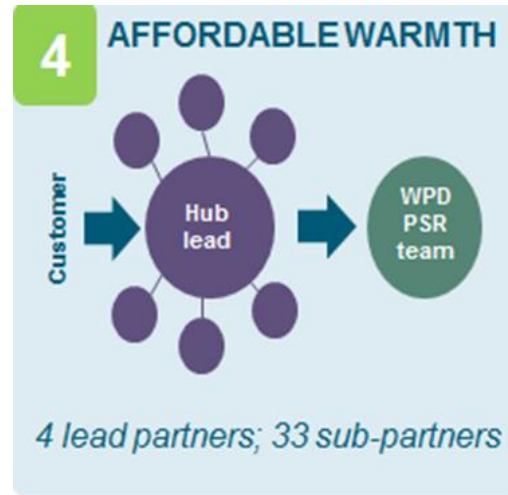 4
AFFORDABLE WARMTH
Customer
Hub
lead
WPD
PSR
team
4 lead partners; 33 sub-partners